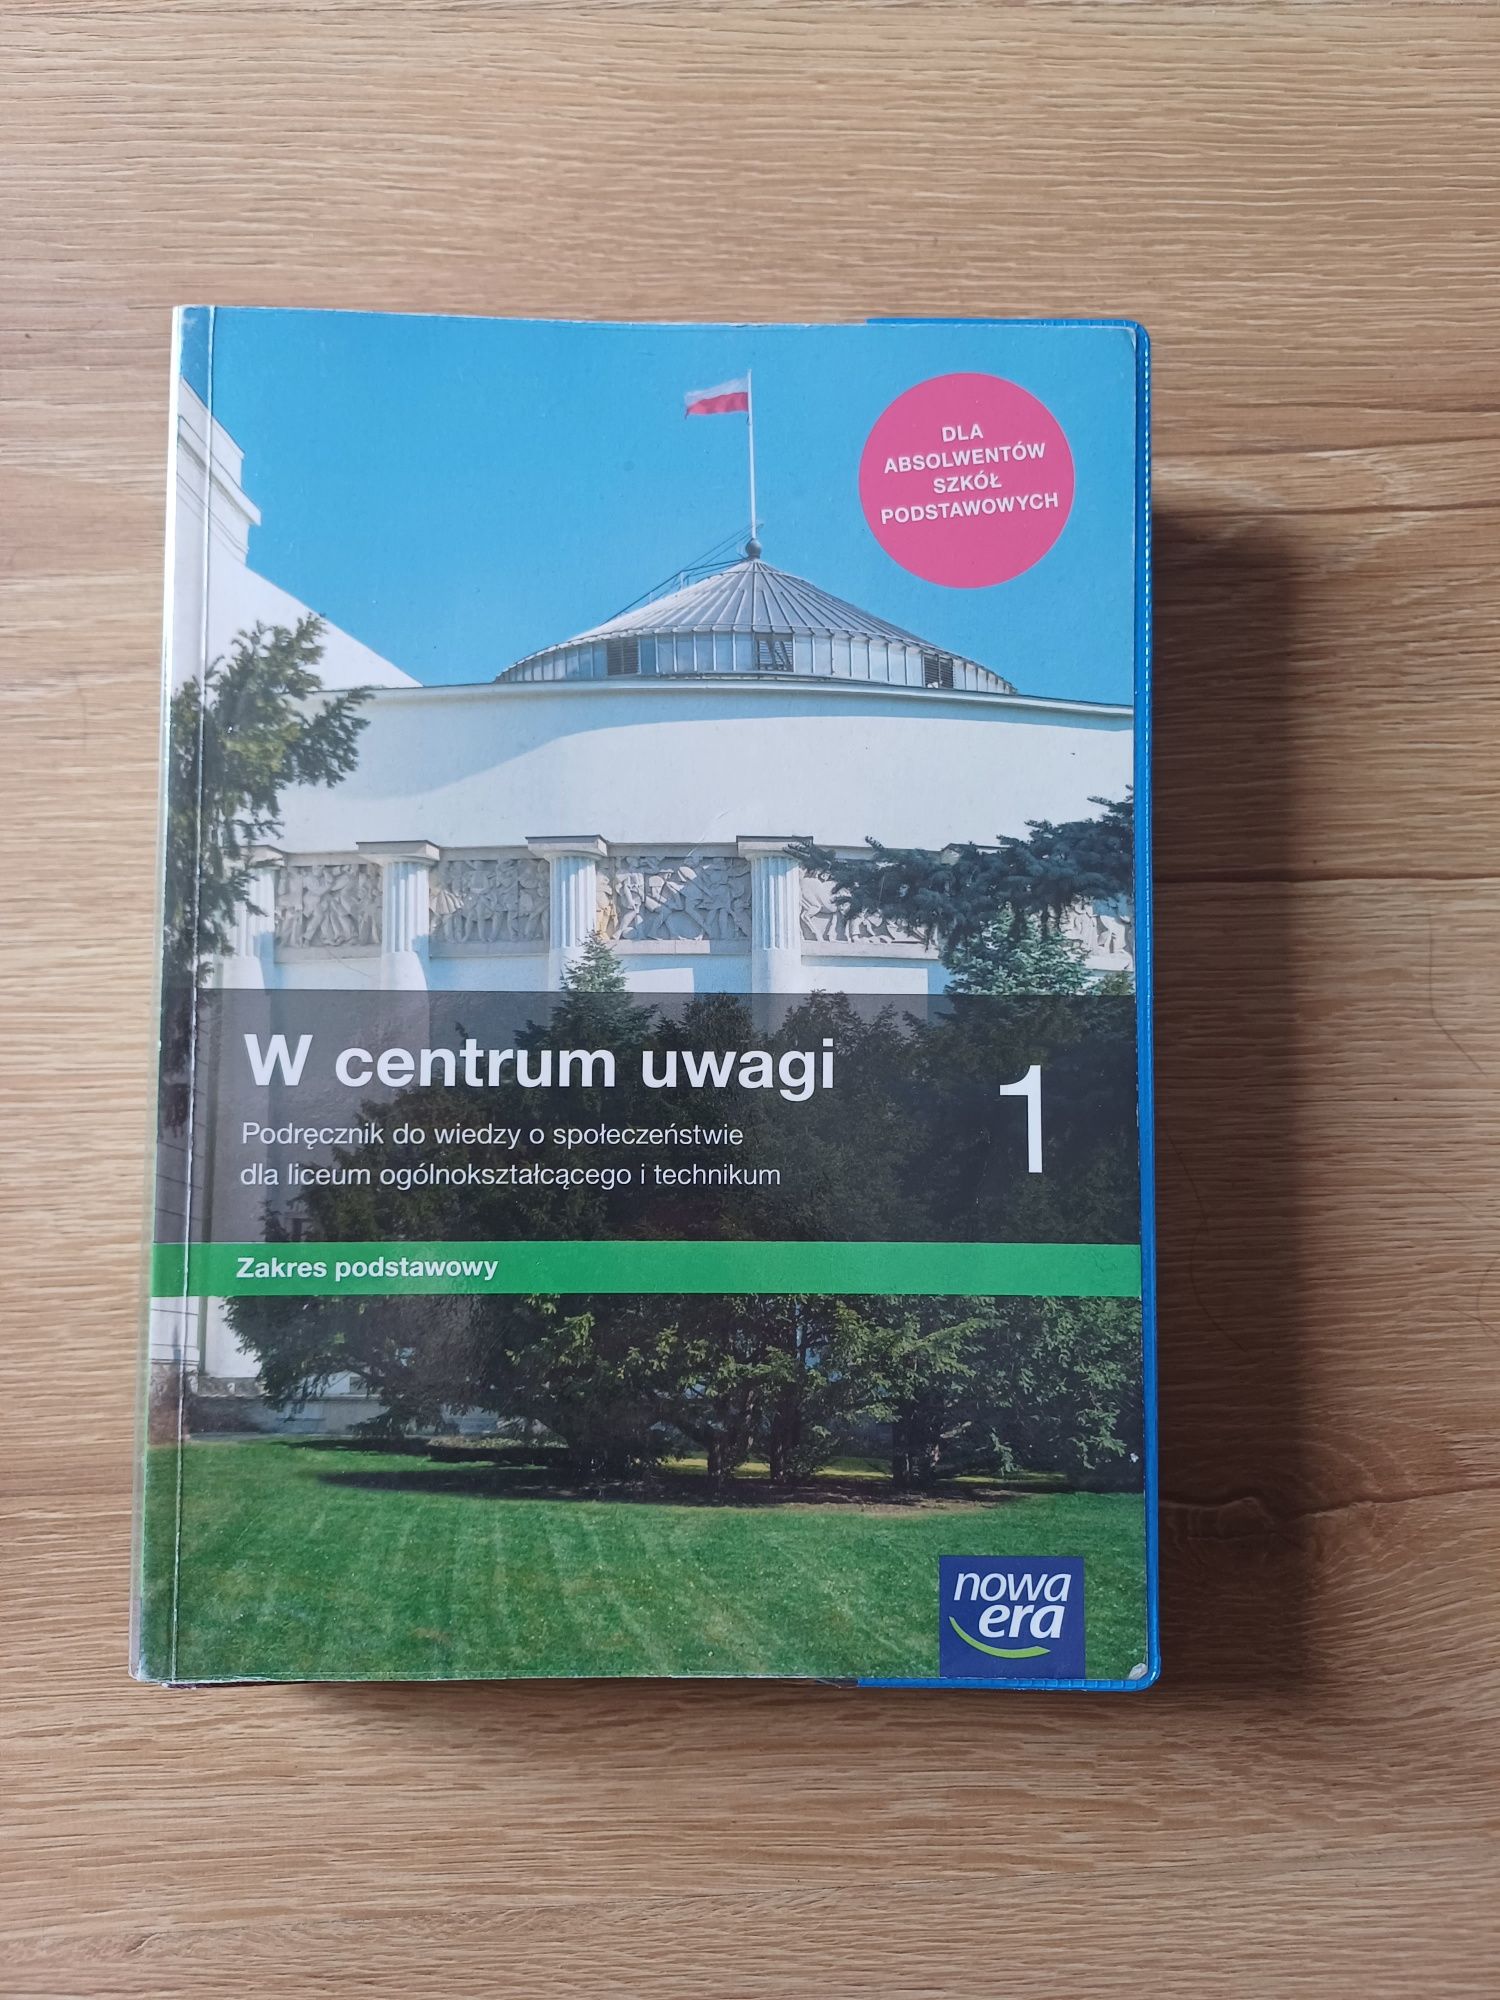 DLA
ABSOLWENTÓW
SZKÓŁ
PODSTAWOWYCH
W centrum uwagi
1
Podręcznik do wiedzy o społeczeństwie
dla liceum ogólnokształcącego i technikum
Zakres podstawowy
nowa
era